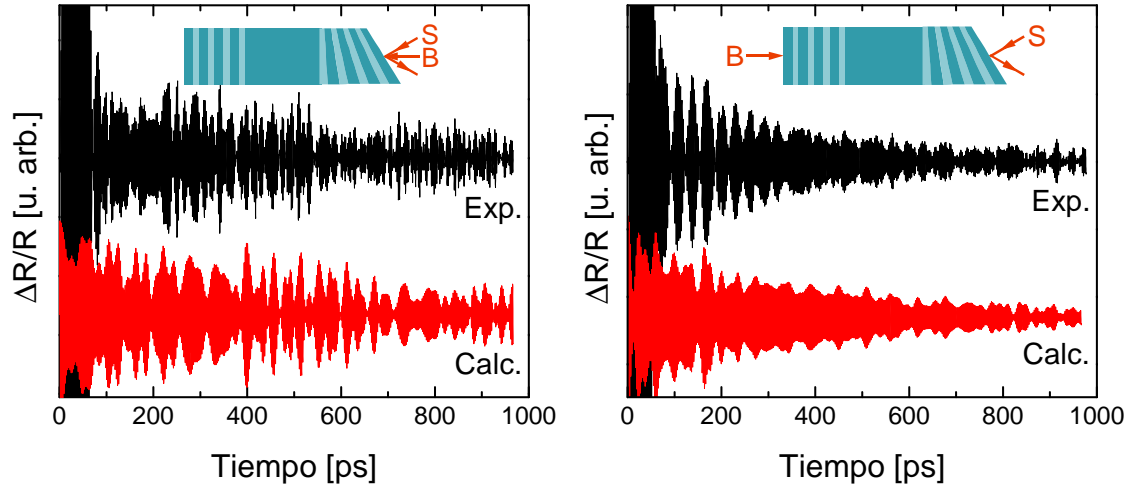 S
B
Exp.
Calc.
ΔR/R [u. arb.]
0 200 400 600 800 1000
Tiempo [ps]
B
S
Exp.
Calc.
ΔR/R [u. arb.]
0 200 400 600 800 1000
Tiempo [ps]